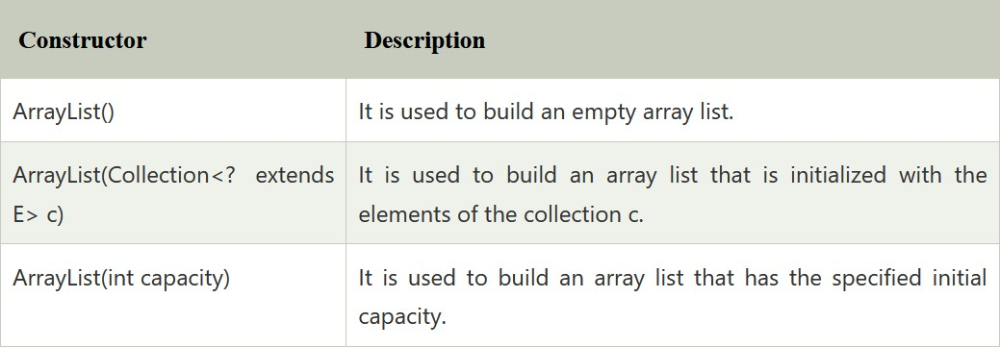 Constructor Description
ArrayList() It is used to build an empty array list.
ArrayList(Collection<? extends It is used to build an array list that is initialized with the
E> c) elements of the collection c.
ArrayList(int capacity) It is used to build an array list that has the specified initial
capacity.